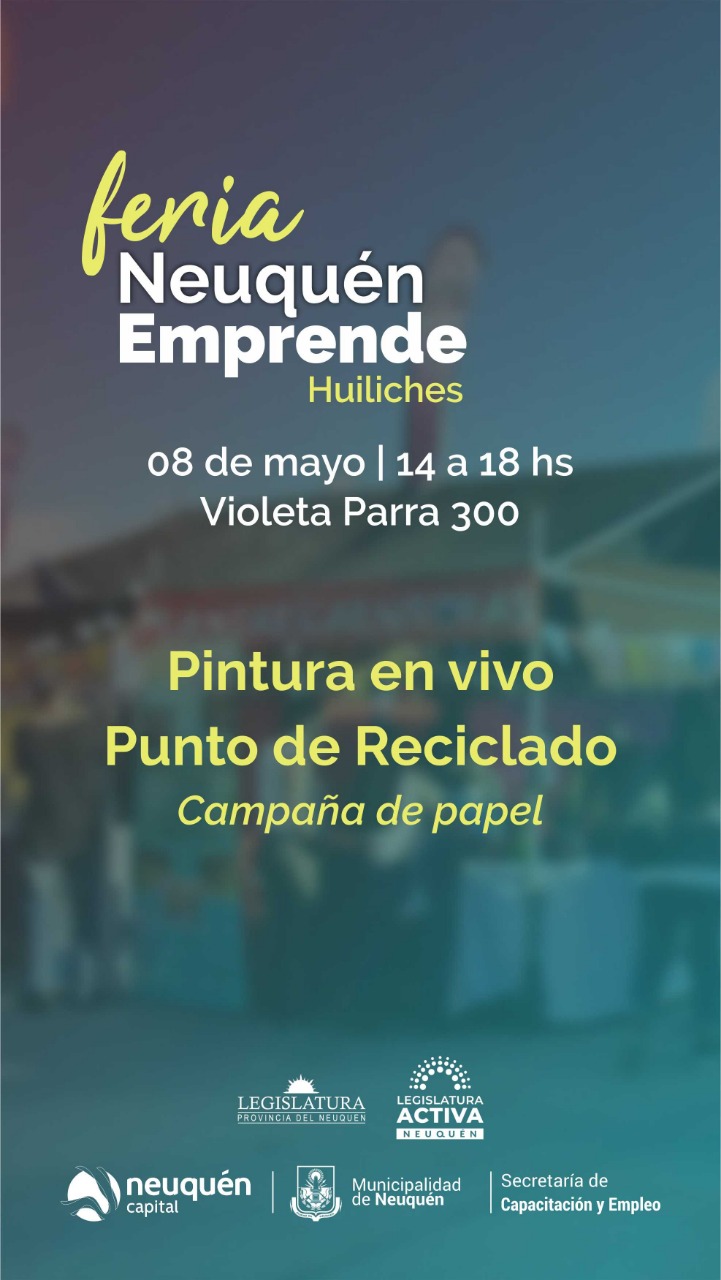 feria
Neuquén
Emprende
Huiliches
08 de mayo | 14 a 18 hs
Violeta Parra 300
Pintura en vivo
Punto de Reciclado
Campaña de papel
LEGISLATURA
PROVINCIA DEL NEUQUEN
LEGISLATURA
ACTIVA
NEUQUÉN
neuquén
capital
Municipalidad
de Neuquén
Secretaría de
Capacitación y Empleo